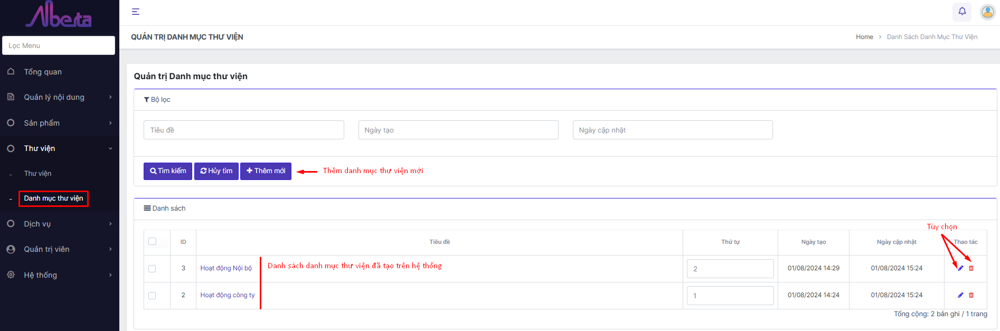 Alberta
QUẢN TRỊ DANH MỤC THƯ VIỆN
Home › Danh Sách Danh Mục Thư Viện
Lọc Menu
Tổng quan
Quản lý nội dung
Sản phẩm
Thư viện
- Thư viện
- Danh mục thư viện
Dịch vụ
Quản trị viên
Hệ thống
Quản trị Danh mục thư viện
Bộ lọc
Tiêu đề Ngày tạo Ngày cập nhật
Tìm kiếm Hủy tìm Thêm mới Thêm danh mục thư viện mới
Danh sách
Tùy chọn
ID Tiêu đề Thứ tự Ngày tạo Ngày cập nhật Thao tác
3 Hoạt động Nội bộ Danh sách danh mục thư viện đã tạo trên hệ thống 2 01/08/2024 14:29 01/08/2024 15:24
2 Hoạt động công ty 1 01/08/2024 14:24 01/08/2024 15:24
Tổng cộng: 2 bản ghi / 1 trang